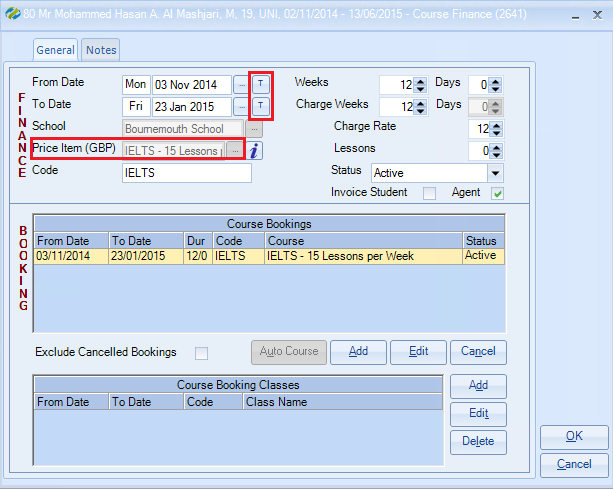 80 Mr Mohammed Hasan A. Al Mashjari, M, 19, UNI, 02/11/2014 - 13/06/2015 - Course Finance (2641)
General Notes
FINANCE
From Date Mon 03 Nov 2014 ... T Weeks 12 Days 0
To Date Fri 23 Jan 2015 ... T Charge Weeks 12 Days 0
School Bournemouth School ... Charge Rate 12
Price Item (GBP) IELTS - 15 Lessons p ... i Lessons 0
Code IELTS Status Active
Invoice Student Agent
BOOKING
Course Bookings
From Date To Date Dur Code Course Status
03/11/2014 23/01/2015 12/0 IELTS IELTS - 15 Lessons per Week Active
Exclude Cancelled Bookings Auto Course Add Edit Cancel
Course Booking Classes
From Date To Date Code Class Name
Add
Edit
Delete
OK
Cancel